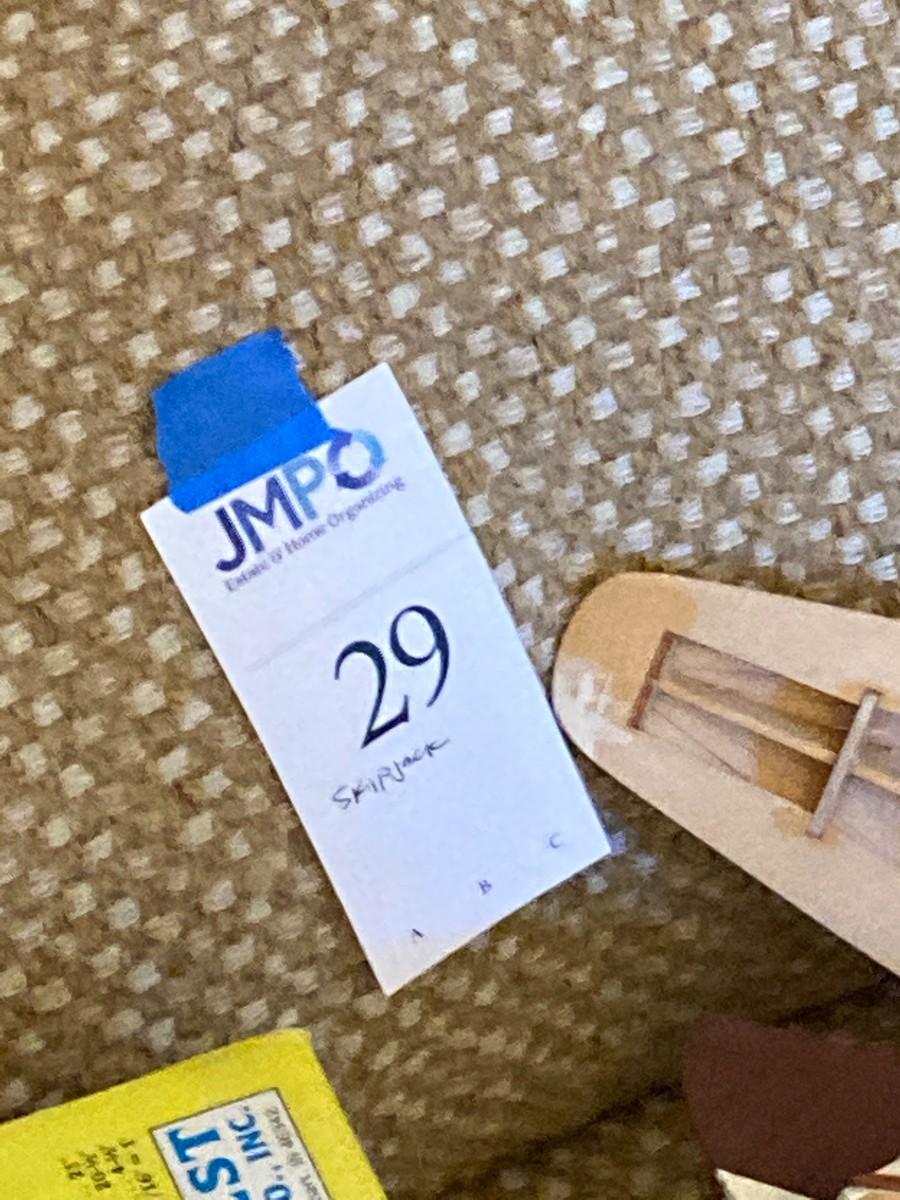 JMPO
Estate & Home Organizing
29
Skipjack
A B C
ST
O., INC.